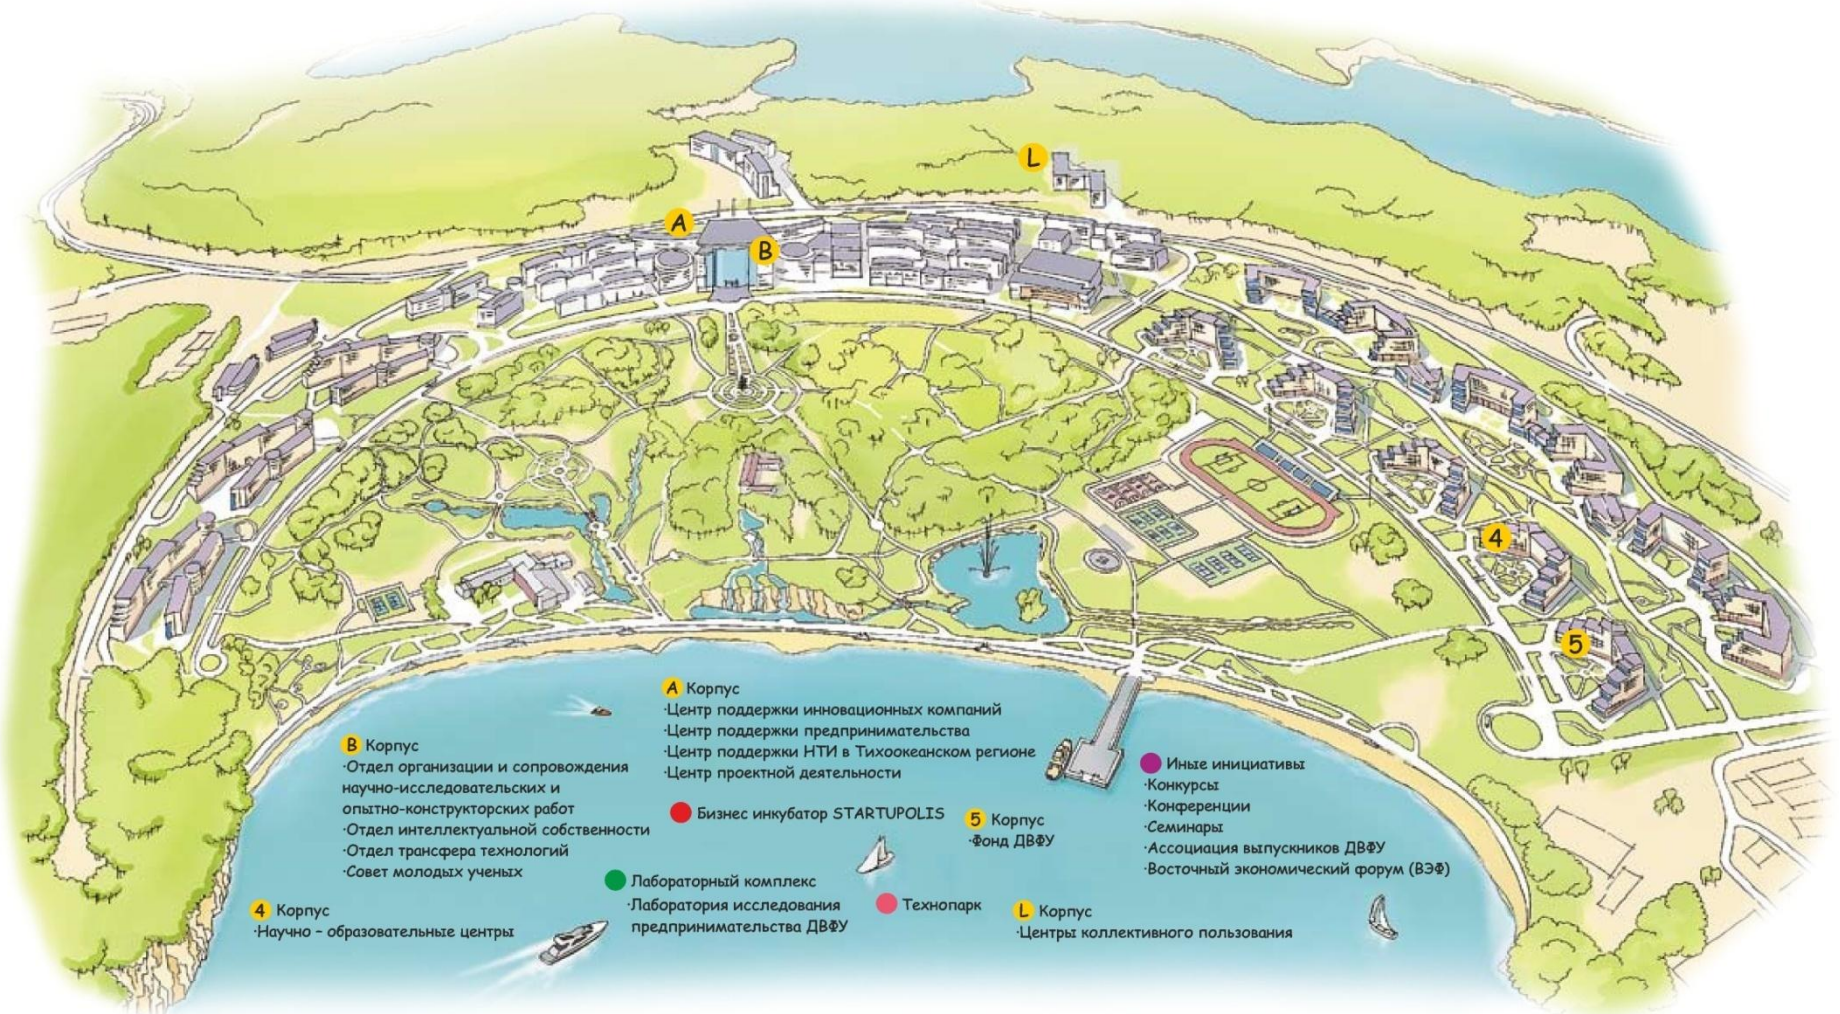 L
A
B
4
5
A Корпус
·Центр поддержки инновационных компаний
·Центр поддержки предпринимательства
·Центр поддержки НТИ в Тихоокеанском регионе
·Центр проектной деятельности
B Корпус
·Отдел организации и сопровождения
научно-исследовательских и
опытно-конструкторских работ
·Отдел интеллектуальной собственности
·Отдел трансфера технологий
·Совет молодых ученых
Бизнес инкубатор STARTUPOLIS
5 Корпус
·Фонд ДВФУ
Иные инициативы
·Конкурсы
·Конференции
·Семинары
·Ассоциация выпускников ДВФУ
·Восточный экономический форум (ВЭФ)
4 Корпус
·Научно - образовательные центры
Лабораторный комплекс
·Лаборатория исследования
предпринимательства ДВФУ
Технопарк
L Корпус
·Центры коллективного пользования